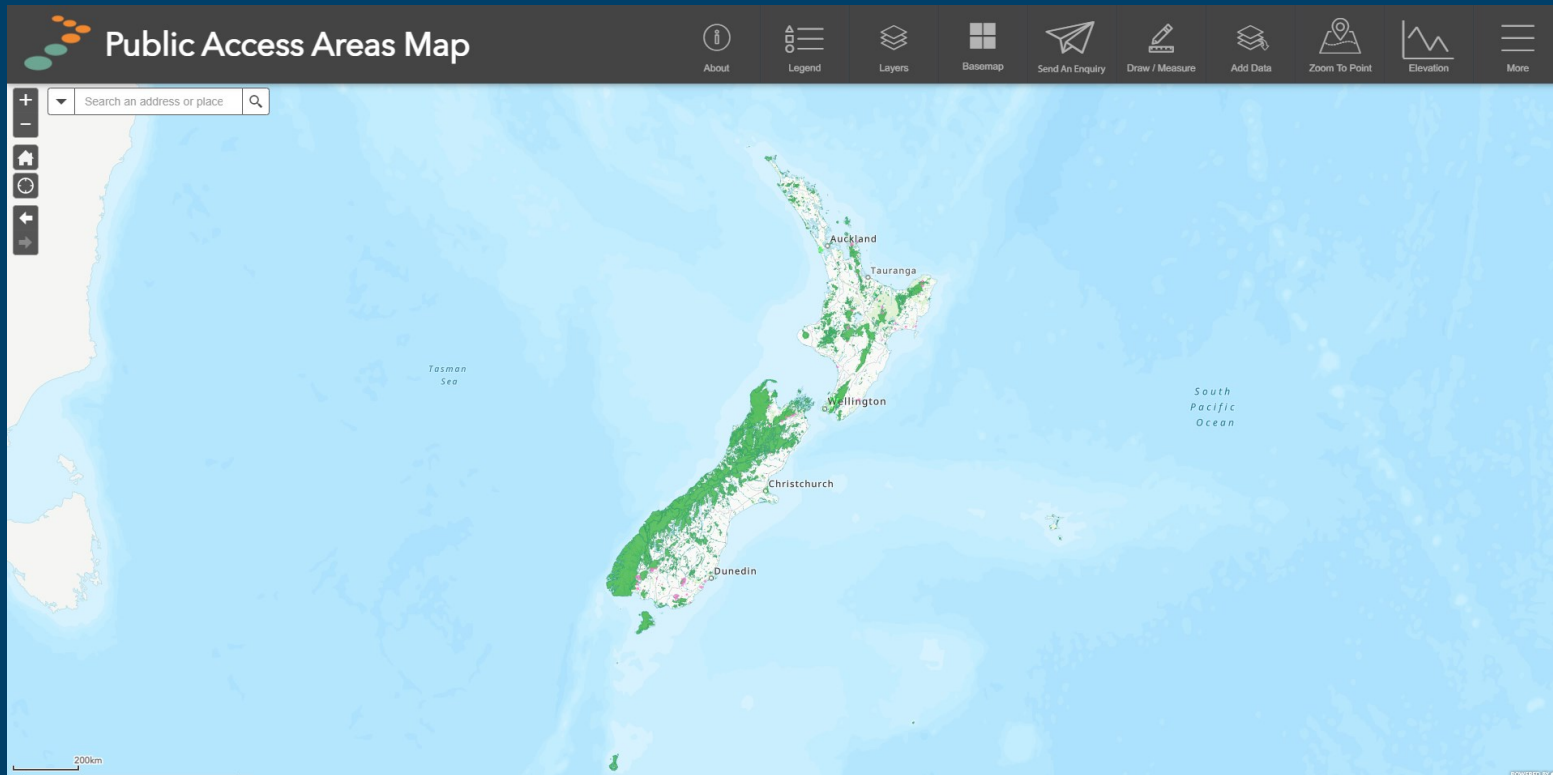 Public Access Areas Map
About
Legend
Layers
Basemap
Send An Enquiry
Draw / Measure
Add Data
Zoom To Point
Elevation
More
+
Search an address or place
−
Auckland
Tauranga
Tasman
Sea
South
Pacific
Ocean
Wellington
Christchurch
Dunedin
200km